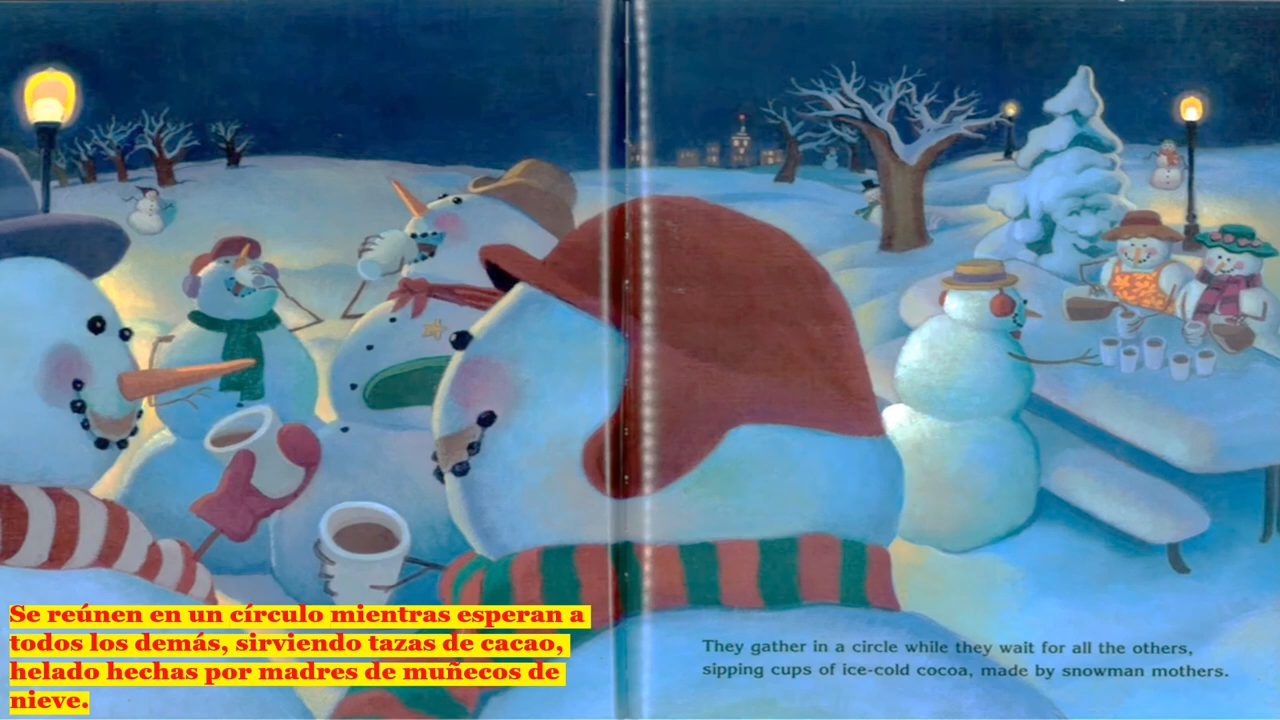 Se reúnen en un círculo mientras esperan a
todos los demás, sirviendo tazas de cacao,
helado hechas por madres de muñecos de
nieve.
They gather in a circle while they wait for all the others,
sipping cups of ice-cold cocoa, made by snowman mothers.